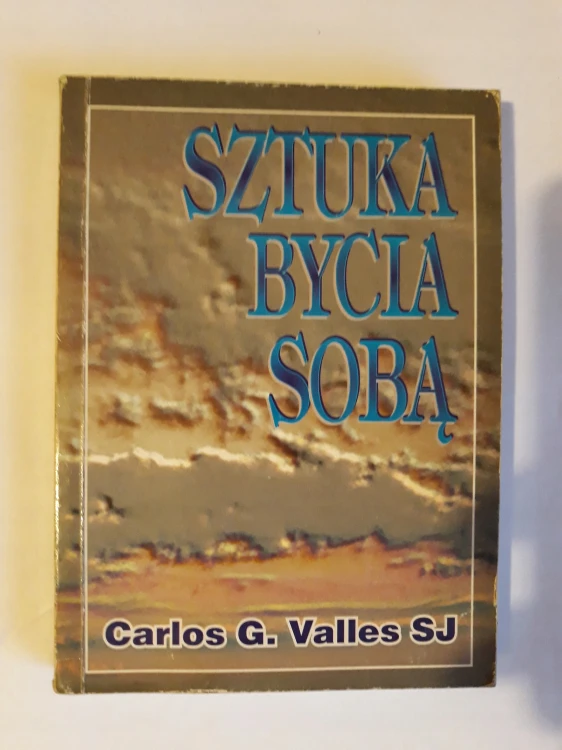 SZTUKA
BYCIA
SOBĄ
Carlos G. Valles SJ